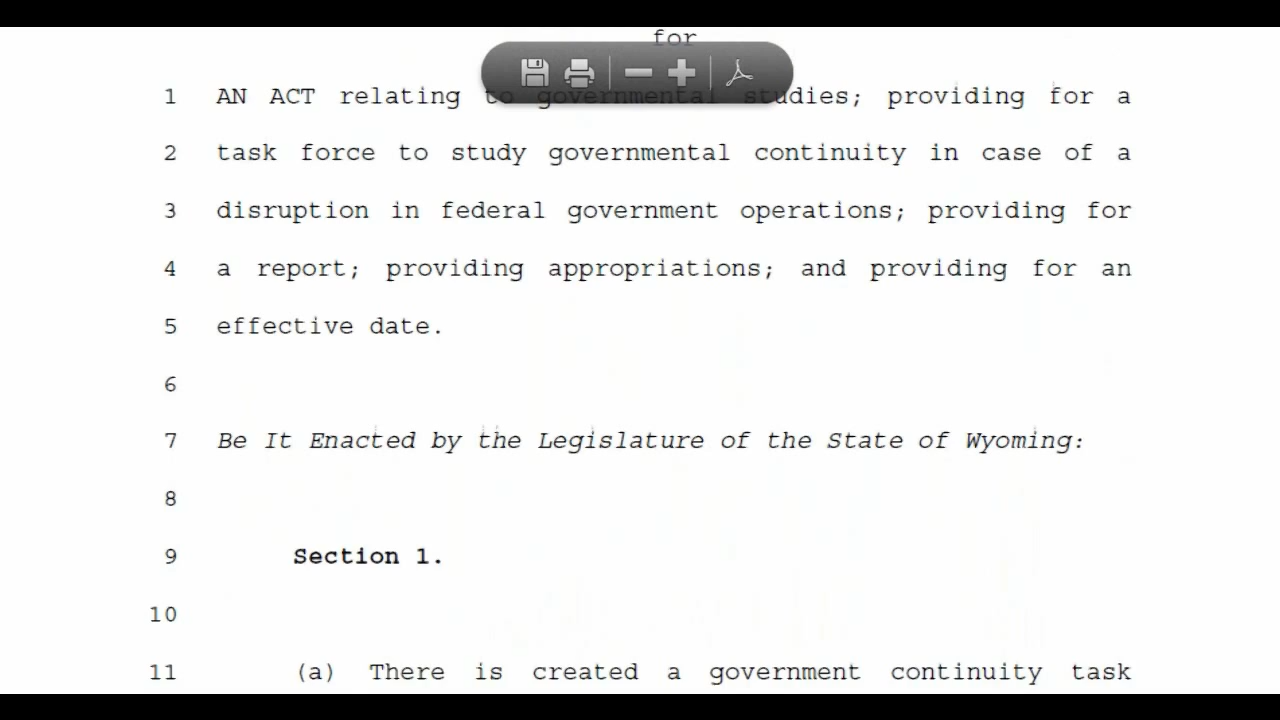 for
1 AN ACT relating to governmental studies; providing for a
2 task force to study governmental continuity in case of a
3 disruption in federal government operations; providing for
4 a report; providing appropriations; and providing for an
5 effective date.
6
7 Be It Enacted by the Legislature of the State of Wyoming:
8
9 Section 1.
10
11 (a) There is created a government continuity task